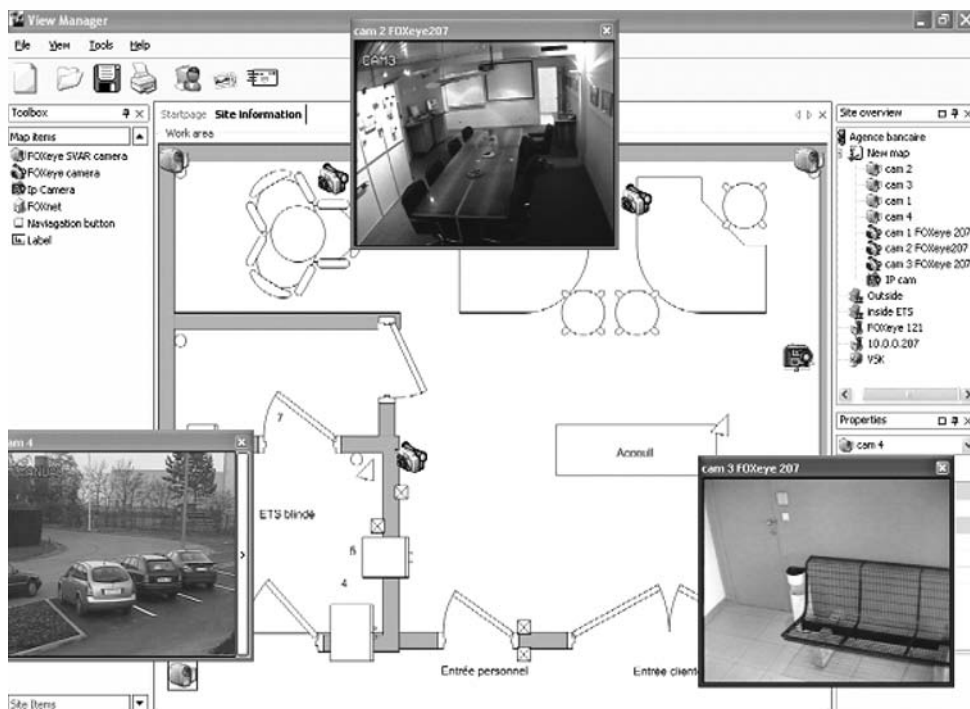 View Manager
File View Tools Help
cam 2 FOXeye207
CAM3
Toolbox
Map items
FOXeye SVAR camera
FOXeye camera
Ip Camera
FOXnet
Naviagation button
Label
Startpage Site Information
Work area
Site overview
Agence bancaire
New map
cam 2
cam 3
cam 1
cam 4
cam 1 FOXeye 207
cam 2 FOXeye207
cam 3 FOXeye 207
IP cam
Outside
Inside ETS
FOXeye 121
10.0.0.207
VSK
Properties
cam 4
7
Accueil
cam 4
cam 3 FOXeye 207
ETS blindé
4
Entrée personnel
Entrée client
Site Items